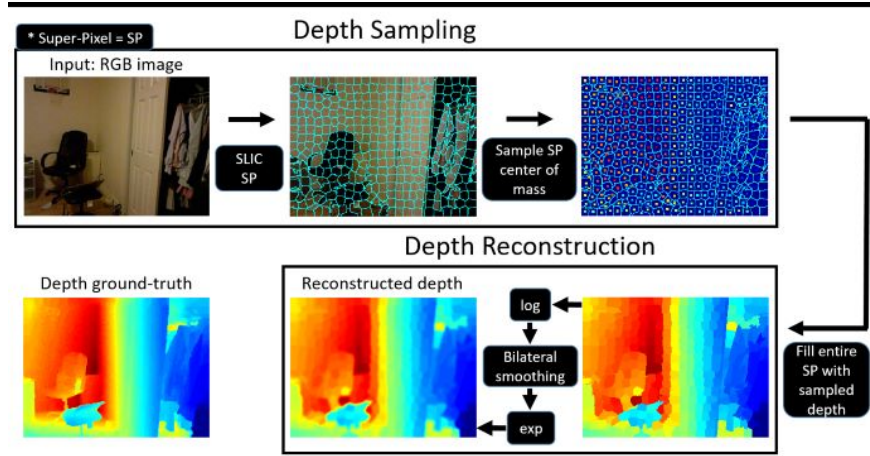 Depth Sampling
* Super-Pixel = SP
Input: RGB image
SLIC
SP
Sample SP
center of
mass
Depth Reconstruction
Depth ground-truth
Reconstructed depth
log
Bilateral
smoothing
exp
Fill entire
SP with
sampled
depth